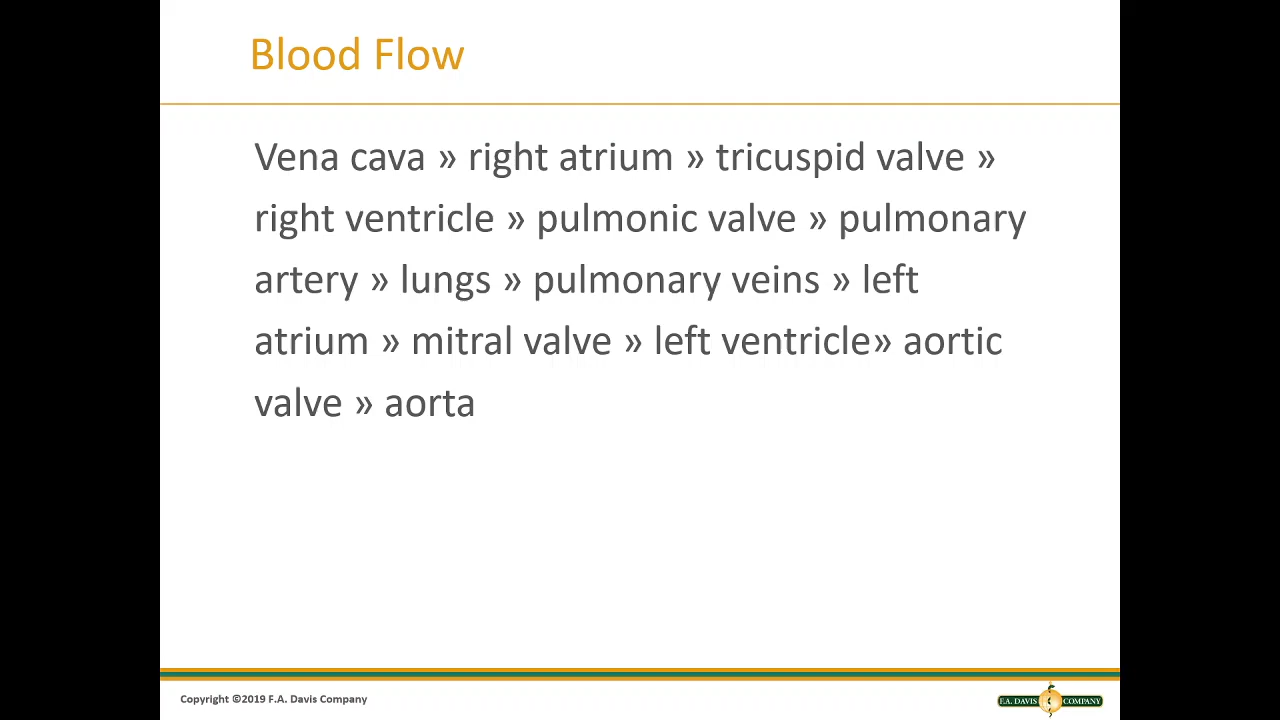 Blood Flow
Vena cava » right atrium » tricuspid valve »
right ventricle » pulmonic valve » pulmonary
artery » lungs » pulmonary veins » left
atrium » mitral valve » left ventricle» aortic
valve » aorta
Copyright ©2019 F.A. Davis Company
F.A. DAVIS COMPANY